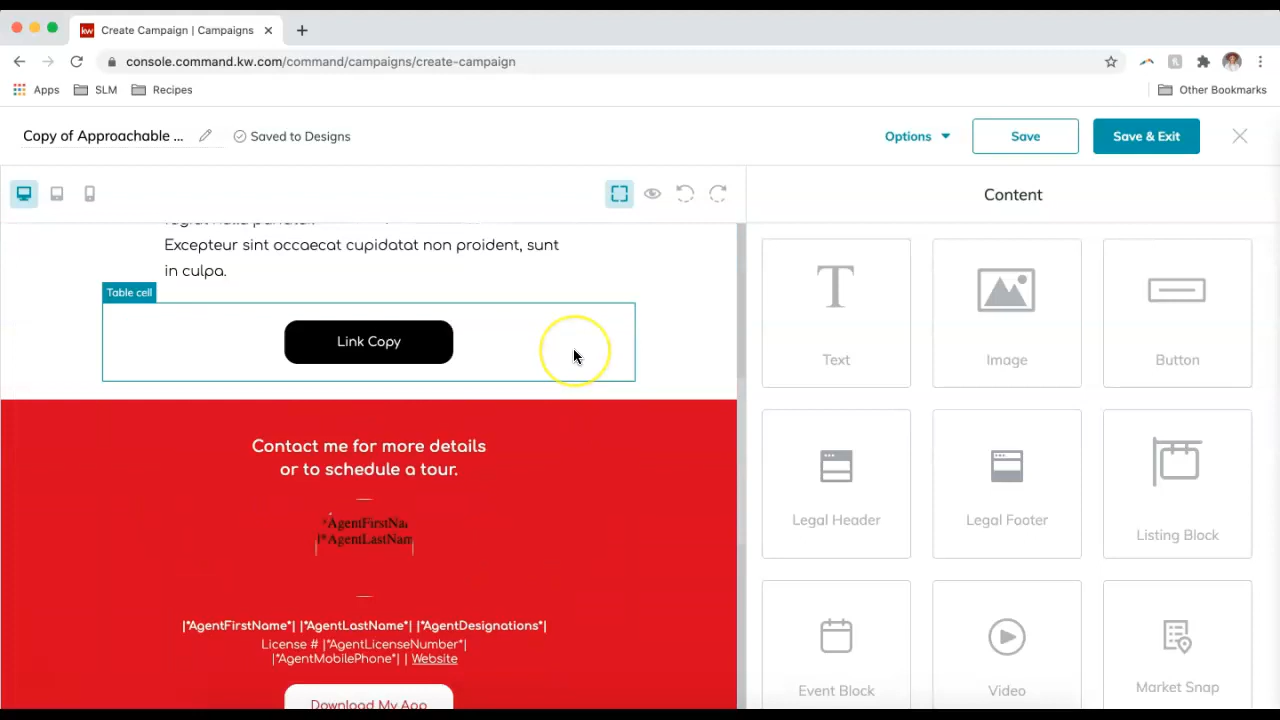 kw
Create Campaign | Campaigns
console.command.kw.com/command/campaigns/create-campaign
Apps
SLM
Recipes
Other Bookmarks
Copy of Approachable ...
Saved to Designs
Options
Save
Save & Exit
Content
Excepteur sint occaecat cupidatat non proident, sunt
in culpa.
Table cell
Link Copy
Contact me for more details
or to schedule a tour.
*AgentFirstNa
|*AgentLastNam
|*AgentFirstName*| |*AgentLastName*| |*AgentDesignations*|
License # |*AgentLicenseNumber*|
|*AgentMobilePhone*| | Website
Download My App
T
Text
Image
Button
Legal Header
Legal Footer
Listing Block
Event Block
Video
Market Snap